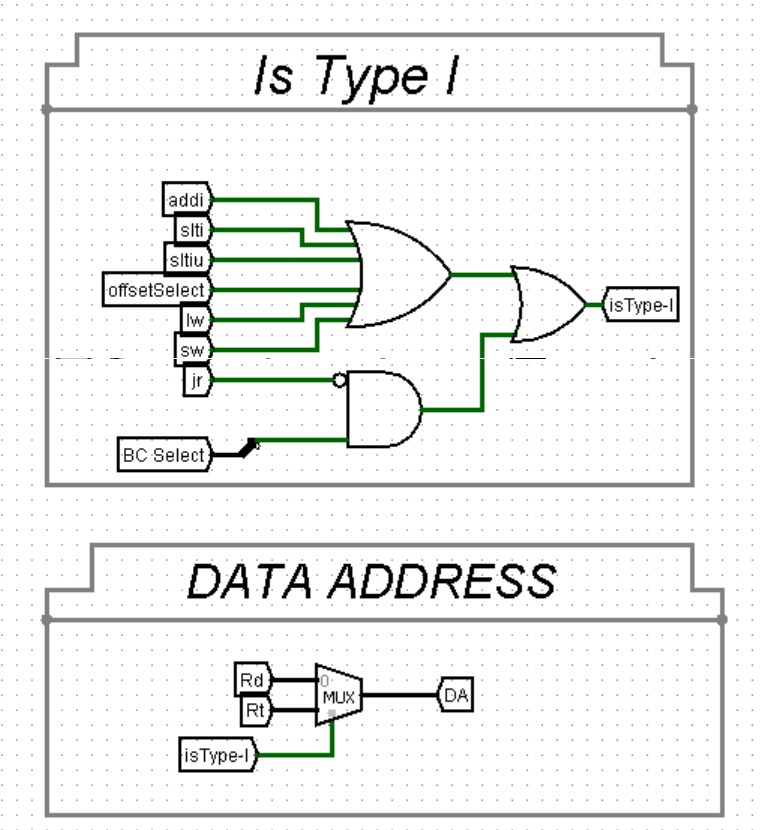 Is Type I
addi
slti
sltiu
offsetSelect
lw
sw
jr
BC Select
isType-I
DATA ADDRESS
Rd
Rt
isType-I
0
MUX
DA